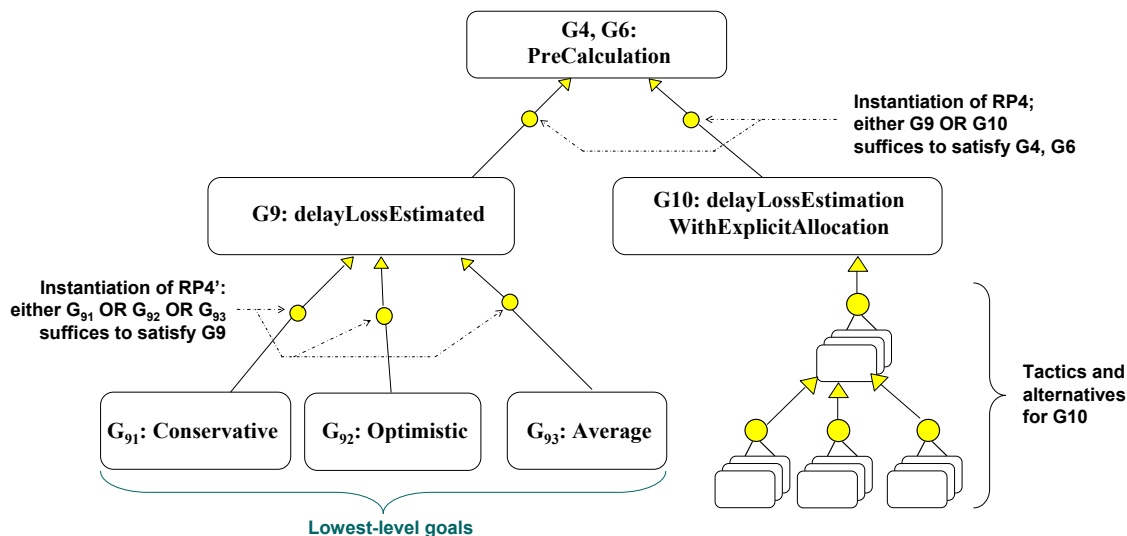 G4, G6:
PreCalculation
Instantiation of RP4;
either G9 OR G10
suffices to satisfy G4, G6
G9: delayLossEstimated
G10: delayLossEstimation
WithExplicitAllocation
Instantiation of RP4’:
either G91 OR G92 OR G93
suffices to satisfy G9
G91: Conservative
G92: Optimistic
G93: Average
Tactics and
alternatives
for G10
Lowest-level goals